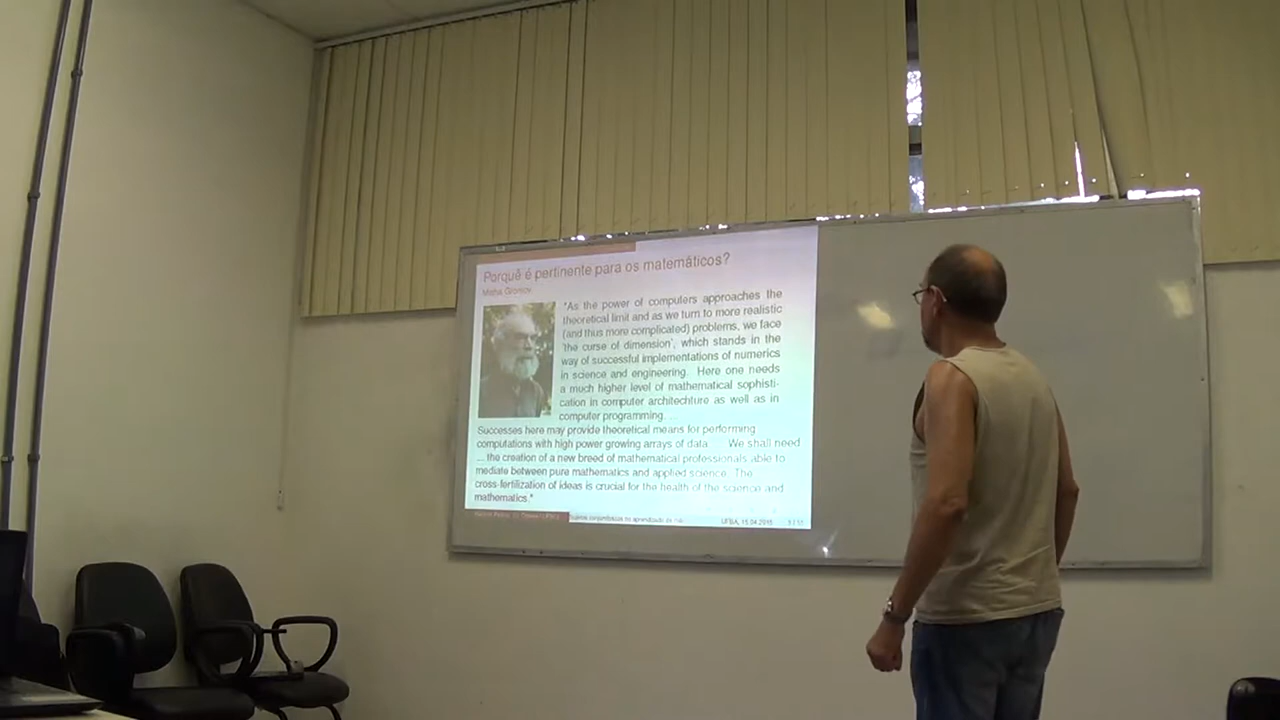 Porquê é pertinente para os matemáticos?
Misha Gromov
"As the power of computers approaches the
theoretical limit and as we turn to more realistic
(and thus more complicated) problems, we face
'the curse of dimension', which stands in the
way of successful implementations of numerics
in science and engineering. Here one needs
a much higher level of mathematical sophisti-
cation in computer architechture as well as in
computer programming. ...
Successes here may provide theoretical means for performing
computations with high power growing arrays of data. ... We shall need
... the creation of a new breed of mathematical professionals able to
mediate between pure mathematics and applied science. The
cross-fertilization of ideas is crucial for the health of the science and
mathematics."
UFBA, 15.04.2015